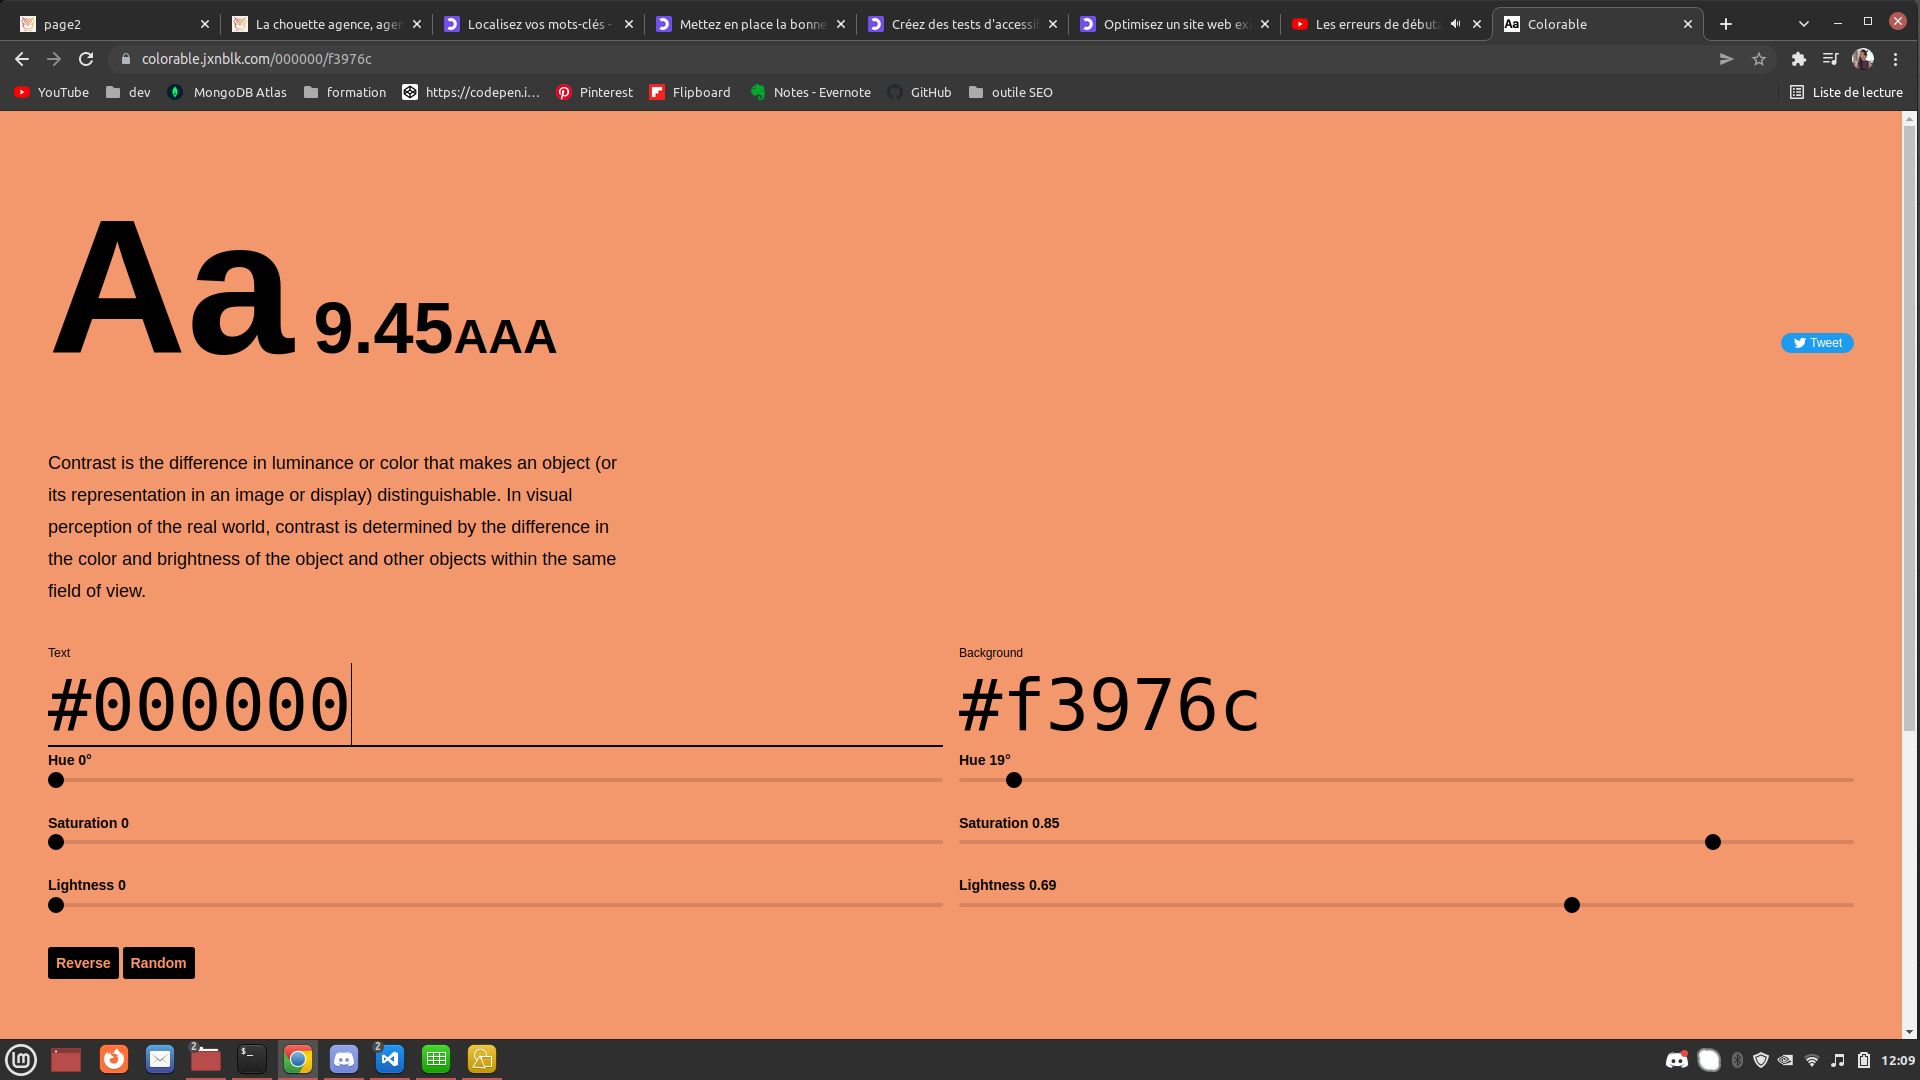 page2
La chouette agence, agen
Localisez vos mots-clés -
Mettez en place la bonne
Créez des tests d'accessib
Optimisez un site web exi
Les erreurs de débuta
Aa Colorable
colorable.jxnblk.com/000000/f3976c
YouTube
dev
MongoDB Atlas
formation
https://codepen.i...
Pinterest
Flipboard
Notes - Evernote
GitHub
outile SEO
Liste de lecture
Aa 9.45AAA
Tweet
Contrast is the difference in luminance or color that makes an object (or
its representation in an image or display) distinguishable. In visual
perception of the real world, contrast is determined by the difference in
the color and brightness of the object and other objects within the same
field of view.
Text
#000000
Hue 0°
Saturation 0
Lightness 0
Background
#f3976c
Hue 19°
Saturation 0.85
Lightness 0.69
Reverse
Random
2
2
12:09